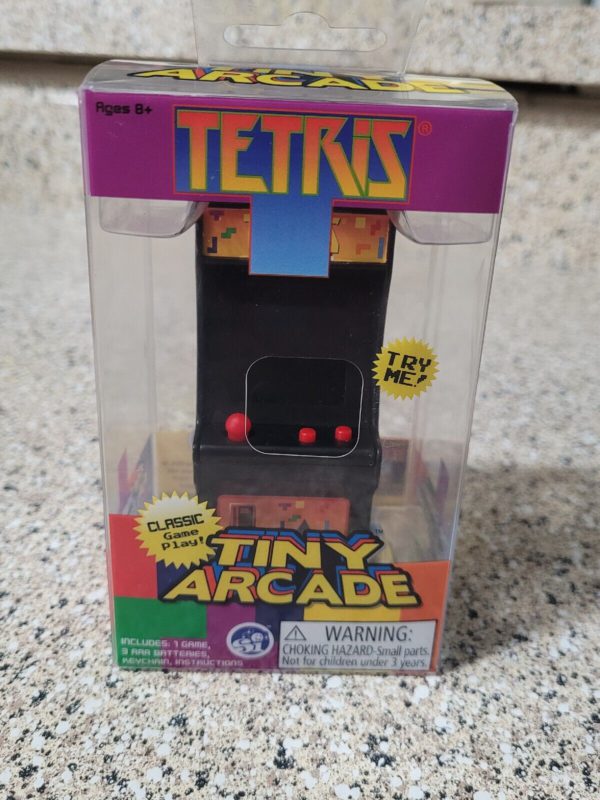 TINY ARCADE
Ages 8+
TETRIS®
TRY
ME!
CLASSIC
Game
Play!
TINY™
ARCADE
INCLUDES: 1 GAME,
3 AAA BATTERIES,
KEYCHAIN, INSTRUCTIONS
WARNING:
CHOKING HAZARD-Small parts.
Not for children under 3 years.